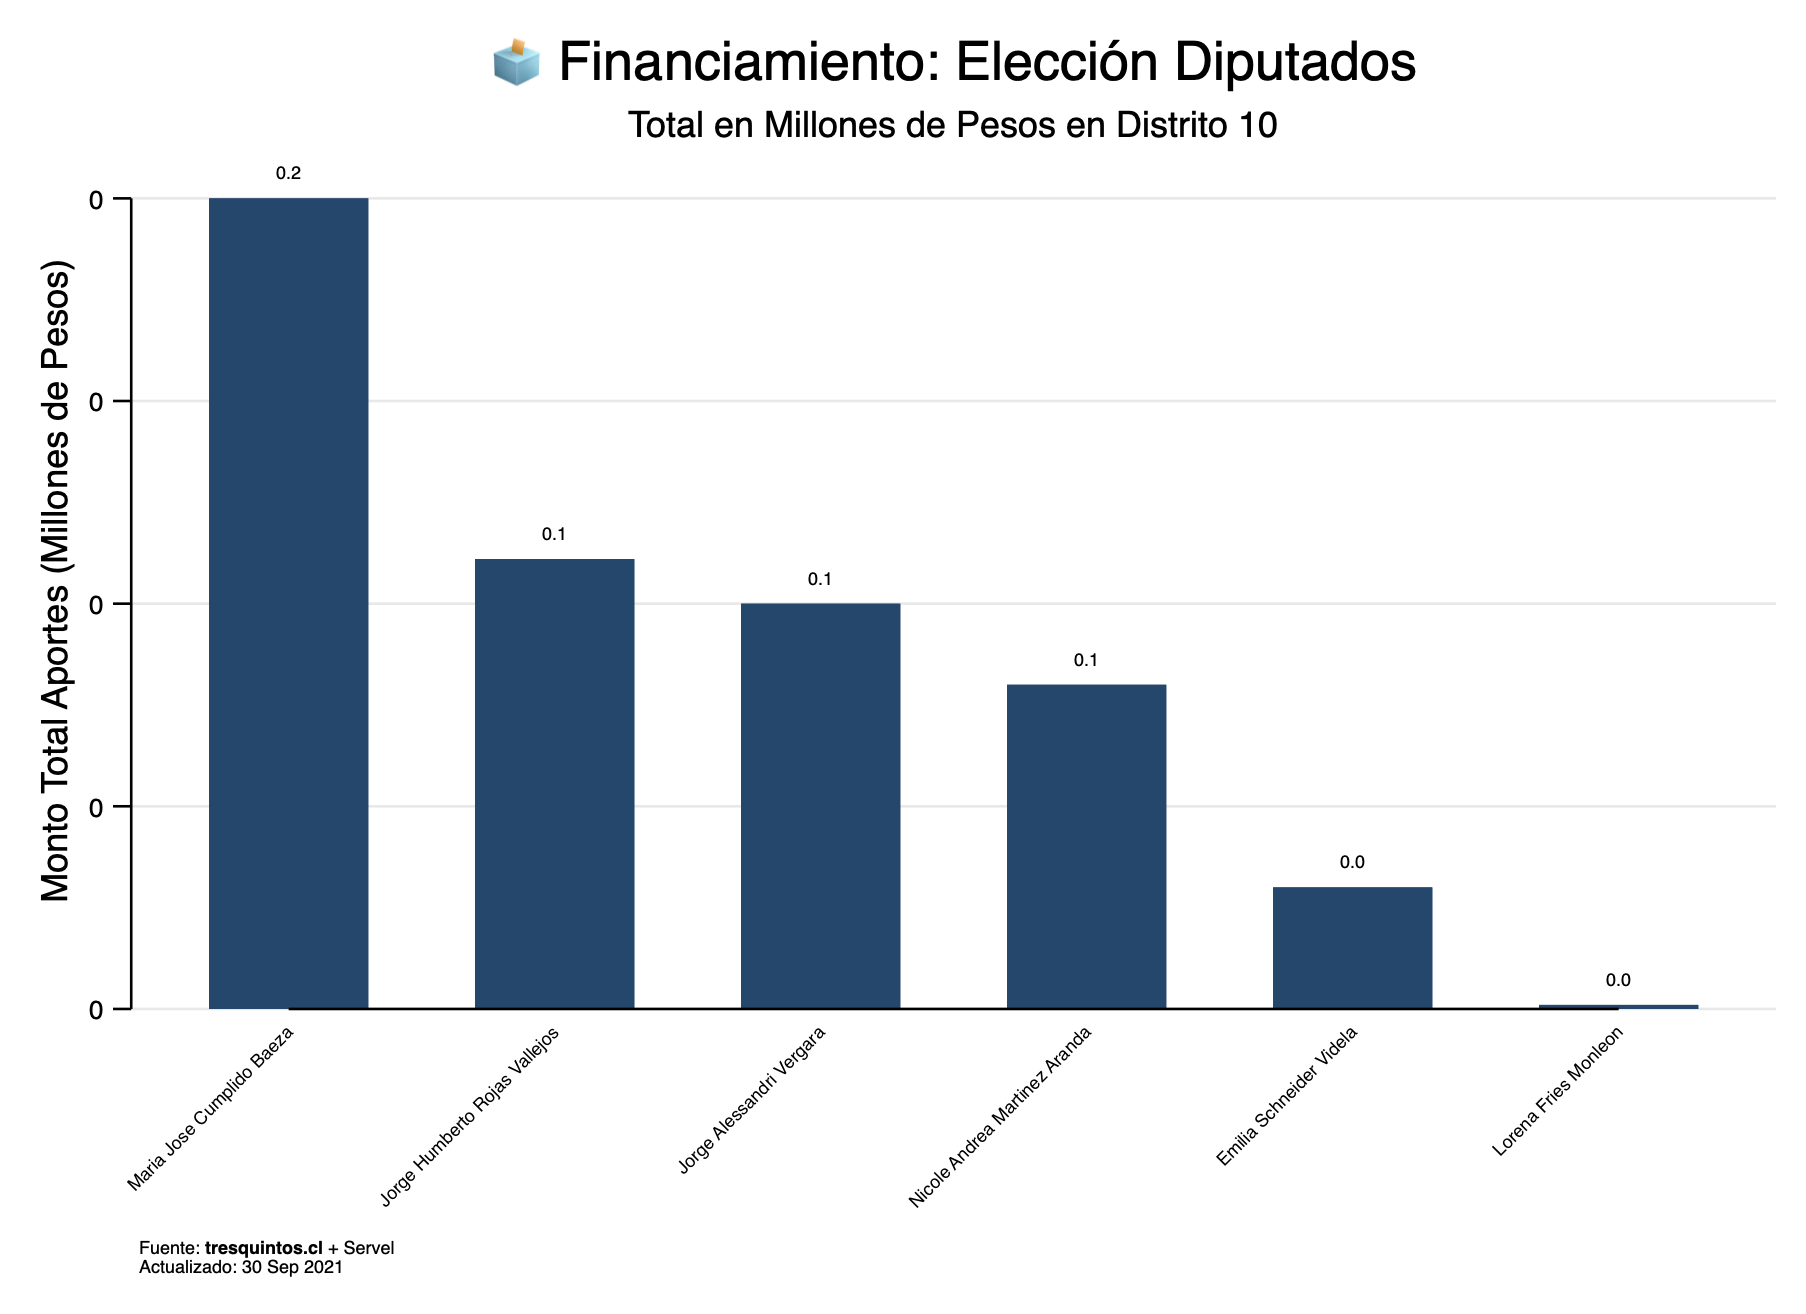 Financiamiento: Elección Diputados
Total en Millones de Pesos en Distrito 10
Monto Total Aportes (Millones de Pesos)
0
0
0
0
0
0.2
0.1
0.1
0.1
0.0
0.0
Maria Jose Cumplido Baeza
Jorge Humberto Rojas Vallejos
Jorge Alessandri Vergara
Nicole Andrea Martinez Aranda
Emilia Schneider Videla
Lorena Fries Monleon
Fuente: tresquintos.cl + Servel
Actualizado: 30 Sep 2021